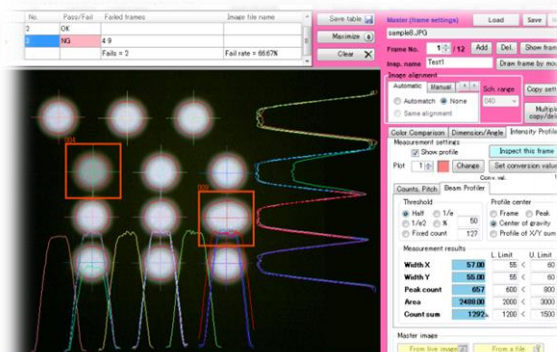 No. Pass/Fail Failed frames Image file name
2 OK
3 NG 4 9
Fails = 2 Fail rate = 66.67%
Save table
Maximize
Clear X
Master (frame settings) Load Save
sample8.JPG
Frame No. 1 / 12 Add Del. Show fram
Insp. name Test1 Draw frame by mou
Image alignment
Automatic Manual
Sch. range
Copy sett
Automatch None
040
Same alignment
Multiple
copy/dele
Color Comparison Dimension/Angle Intensity Profile
Measurement settings
Show profile
Inspect this frame
Plot 1 Change Set conversion value
Conv. val.
Counts, Pitch Beam Profiler
Threshold
Half 1/e
1/e2 % 50
Fixed count 127
Profile center
Frame Peak
Center of gravity
Profile of X/Y sum
Measurement results
L. Limit U. Limit
Width X 57.00 55 < 60
Width Y 55.00 55 < 60
Peak count 657 600 < 800
Area 2488.00 2000 < 3000
Count sum 1292 1200 < 1500
Master image
From live image From a file
004
009